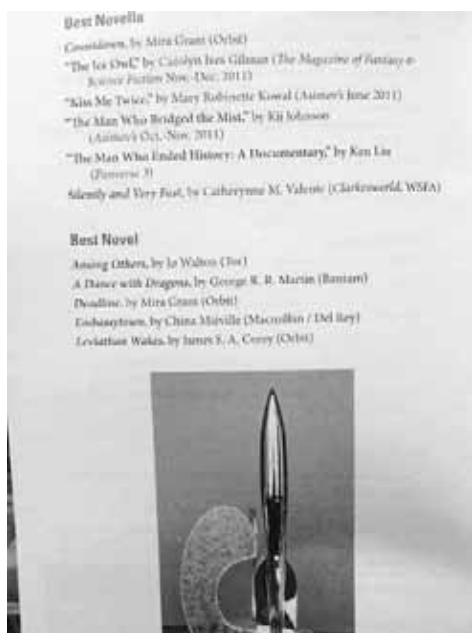 Best Novella
Countdown, by Mira Grant (Orbit)
"The Ice Owl," by Carolyn Ives Gilman (The Magazine of Fantasy &
Science Fiction Nov.-Dec. 2011)
"Kiss Me Twice," by Mary Robinette Kowal (Asimov's June 2011)
"The Man Who Bridged the Mist," by Kij Johnson
(Asimov's Oct.-Nov. 2011)
"The Man Who Ended History: A Documentary," by Ken Liu
(Panverse 3)
Silently and Very Fast, by Catherynne M. Valente (Clarkesworld, WSFA)
Best Novel
Among Others, by Jo Walton (Tor)
A Dance with Dragons, by George R. R. Martin (Bantam)
Deadline, by Mira Grant (Orbit)
Embassytown, by China Miéville (Macmillan / Del Rey)
Leviathan Wakes, by James S. A. Corey (Orbit)